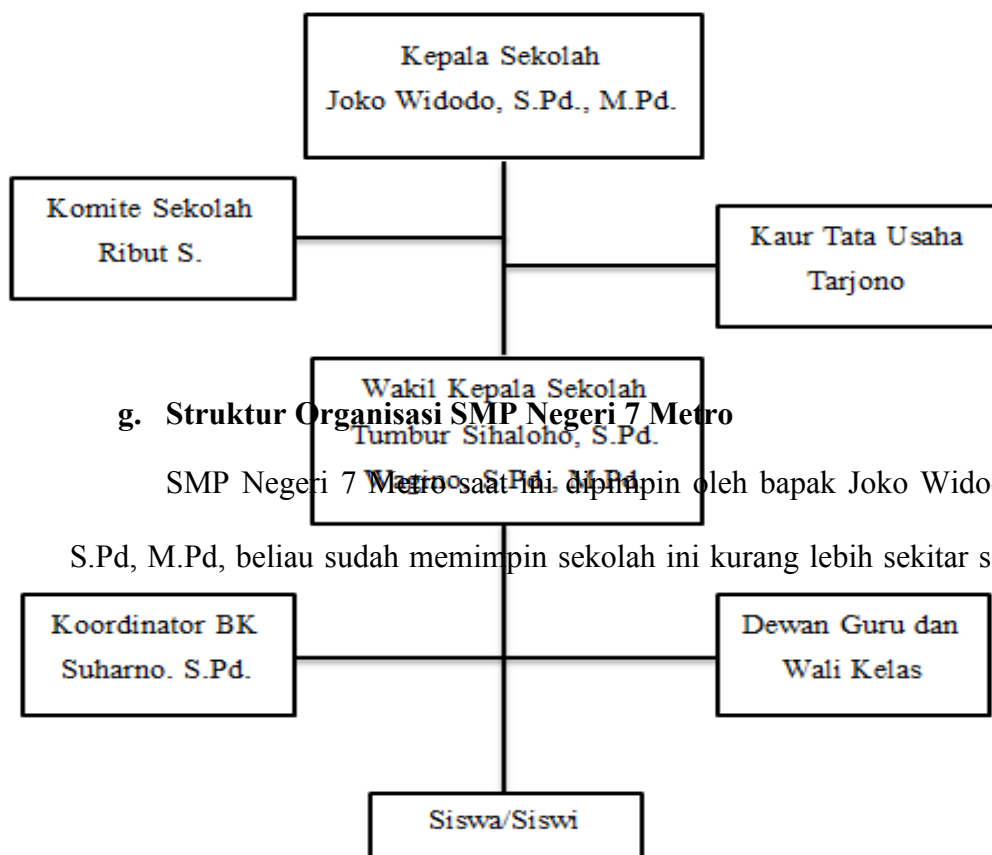 Kepala Sekolah
Joko Widodo, S.Pd., M.Pd.
Komite Sekolah
Ribut S.
Kaur Tata Usaha
Tarjono
Wakil Kepala Sekolah
g. Struktur Organisasi SMP Negeri 7 Metro
Tumbur Sihaloho, S.Pd.
Wagino, S.Pd., M.Pd.
SMP Negeri 7 Metro saat ini dipimpin oleh bapak Joko Wido
S.Pd, M.Pd, beliau sudah memimpin sekolah ini kurang lebih sekitar s
Koordinator BK
Suharno. S.Pd.
Dewan Guru dan
Wali Kelas
Siswa/Siswi